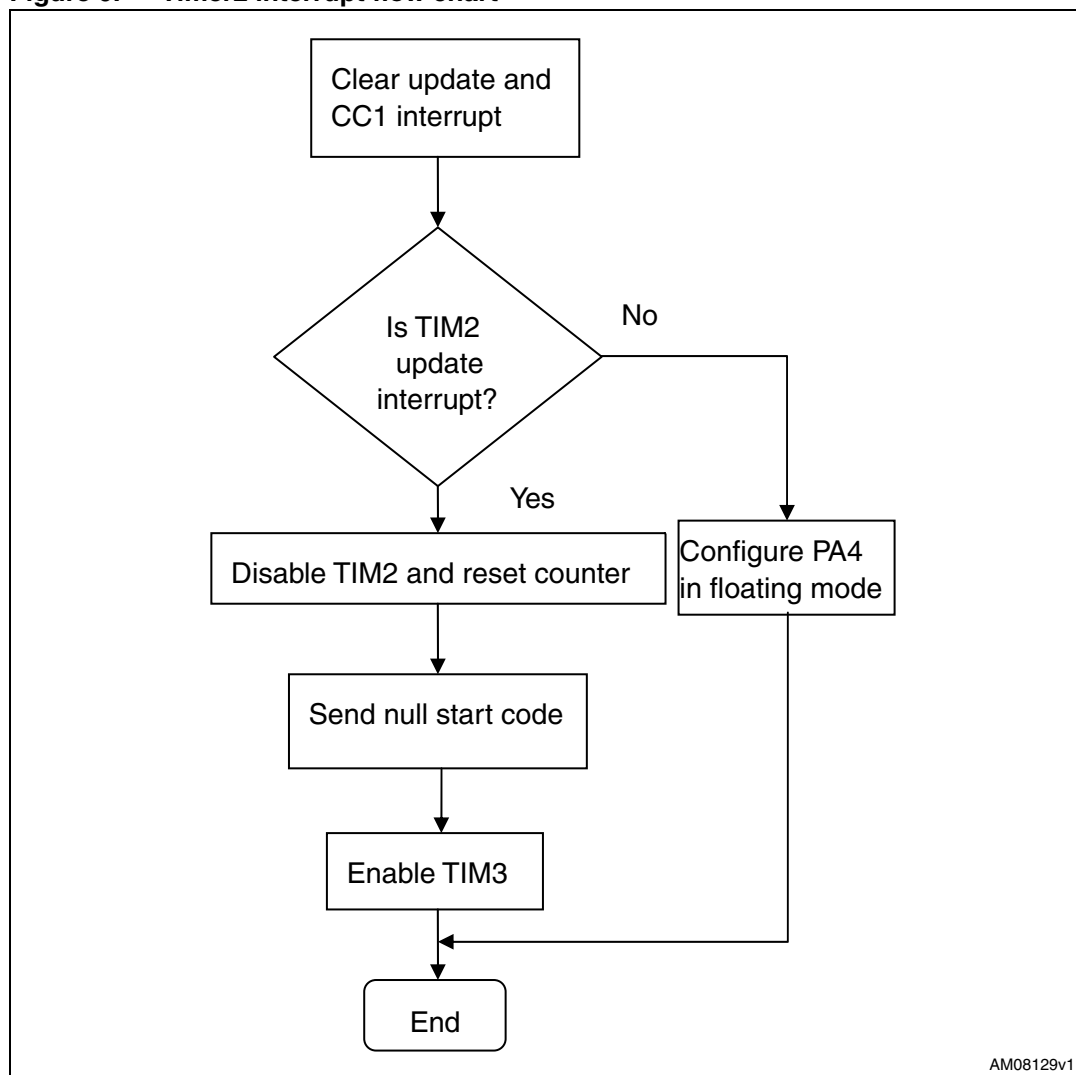 Clear update and
CC1 interrupt
No
Is TIM2
update
interrupt?
Yes
Disable TIM2 and reset counter
Configure PA4
in floating mode
Send null start code
Enable TIM3
End
AM08129v1